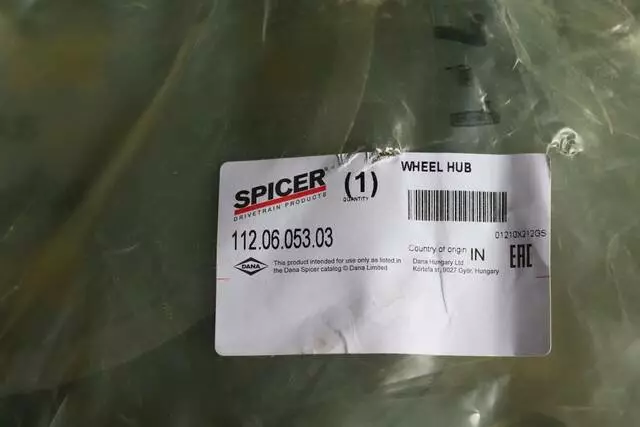 WHEEL HUB
SPICER®
DRIVETRAIN PRODUCTS
(1)
QUANTITY
01210X312GS
112.06.053.03
Country of origin IN
EAC
DANA
This product intended for use only as listed in
the Dana Spicer catalog © Dana Limited
Dana Hungary Ltd
Kórtefa st, 9027 Győr, Hungary